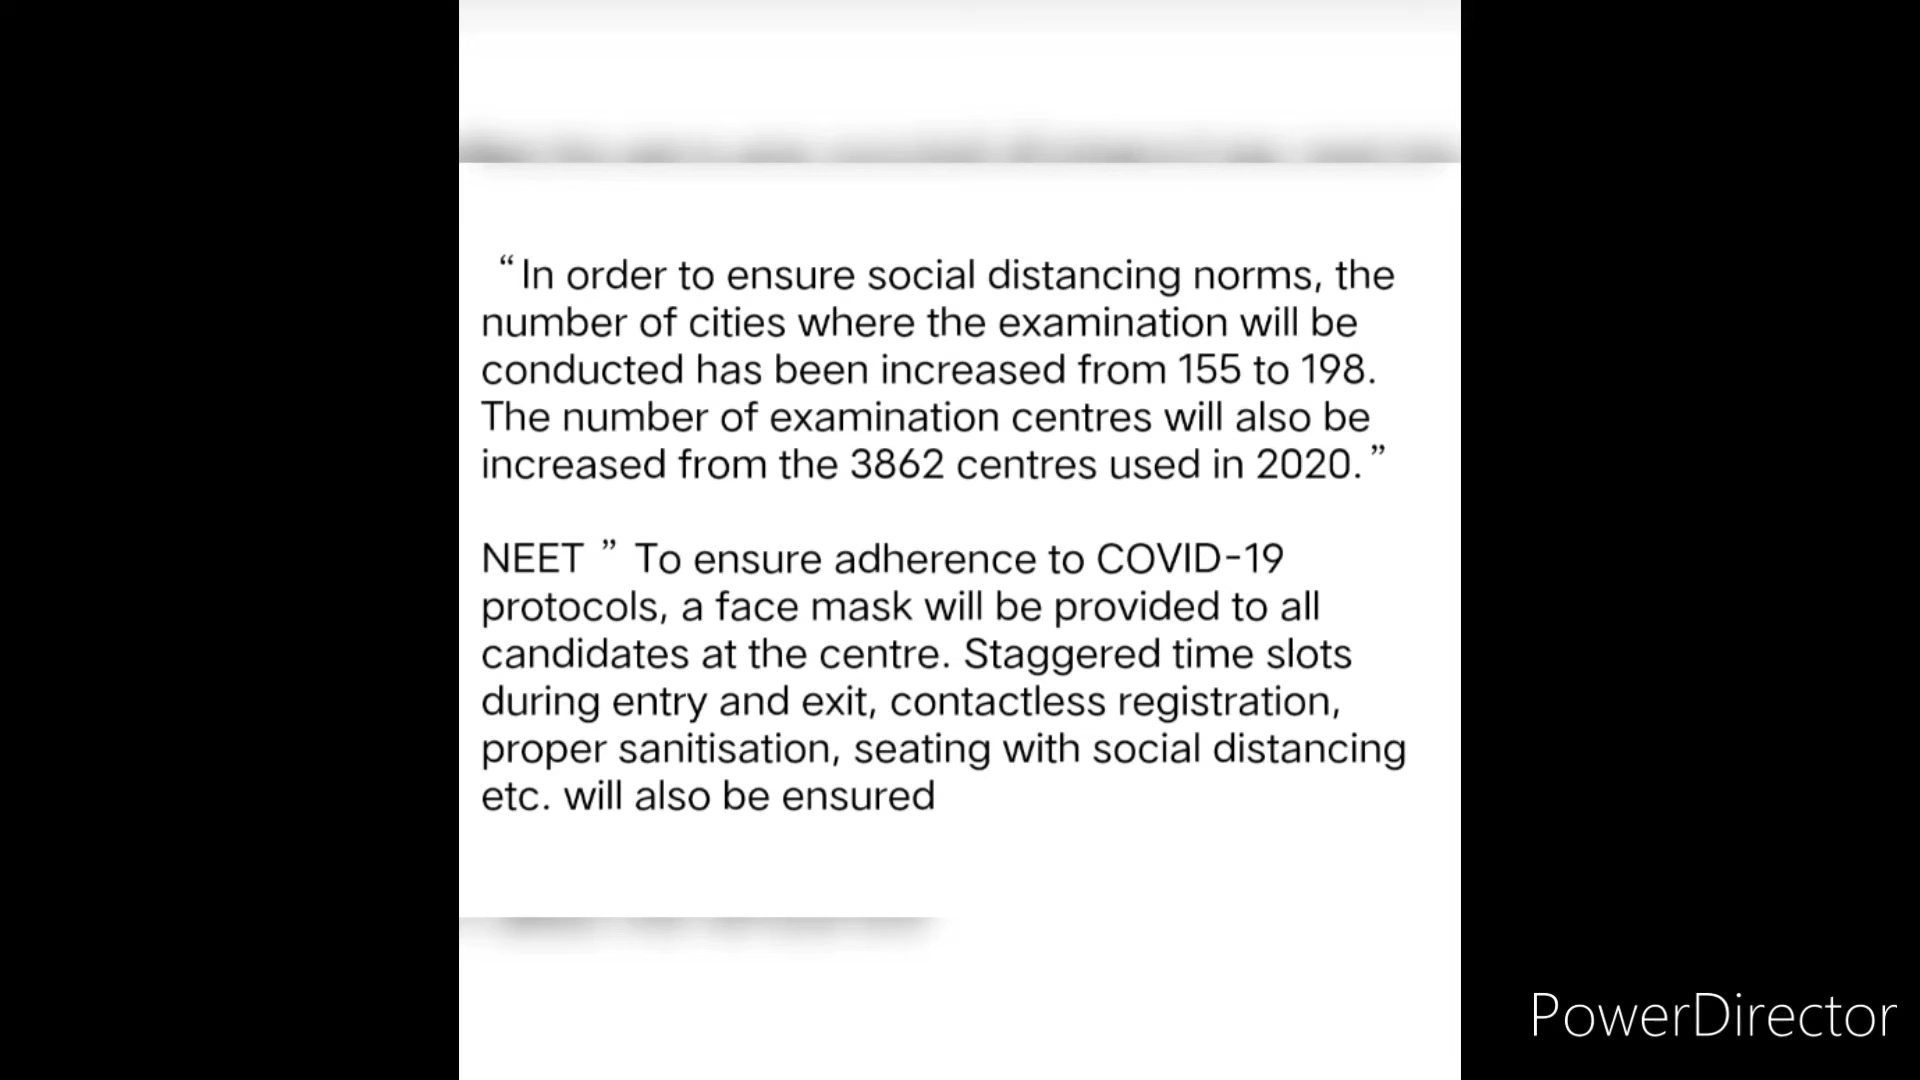 “In order to ensure social distancing norms, the
number of cities where the examination will be
conducted has been increased from 155 to 198.
The number of examination centres will also be
increased from the 3862 centres used in 2020.”
NEET ” To ensure adherence to COVID-19
protocols, a face mask will be provided to all
candidates at the centre. Staggered time slots
during entry and exit, contactless registration,
proper sanitisation, seating with social distancing
etc. will also be ensured
PowerDirector